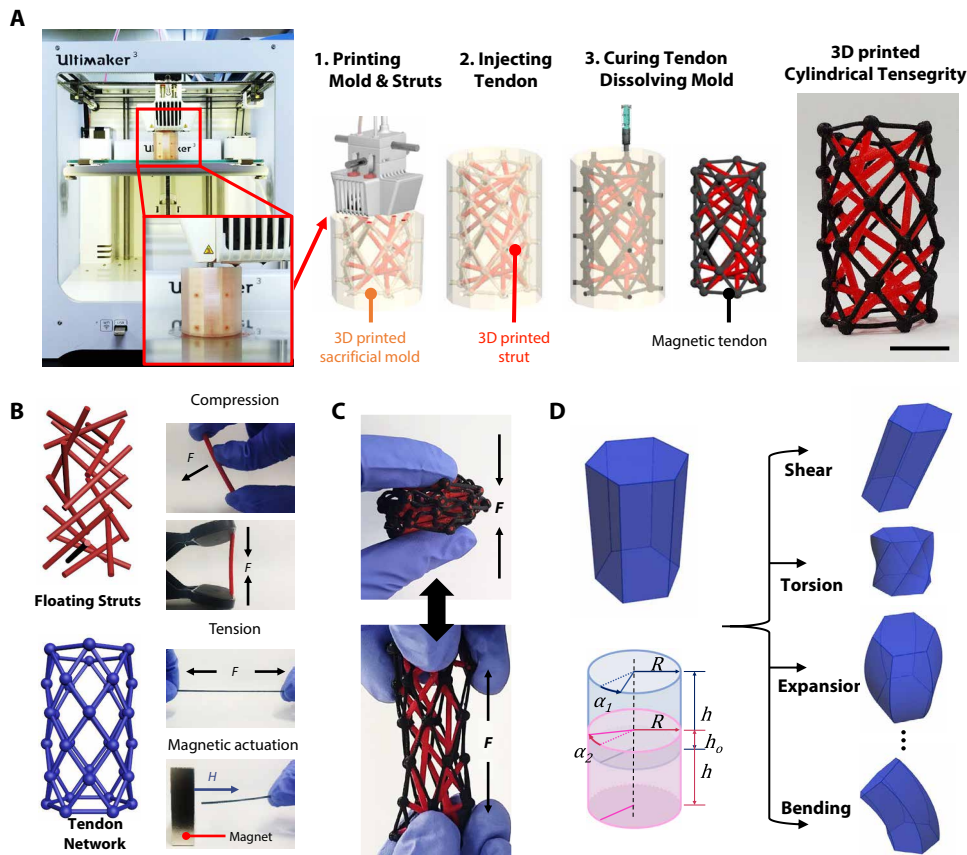 A
Ultimaker 3
Ultimaker 3
1. Printing
Mold & Struts
2. Injecting
Tendon
3. Curing Tendon
Dissolving Mold
3D printed
Cylindrical Tensegrity
3D printed
sacrificial mold
3D printed
strut
Magnetic tendon
B
Compression
F
F
Floating Struts
Tension
F
Magnetic actuation
H
Magnet
Tendon
Network
C
F
F
D
Shear
Torsion
Expansior
Bending
R
α1
h
R
α2
ho
h